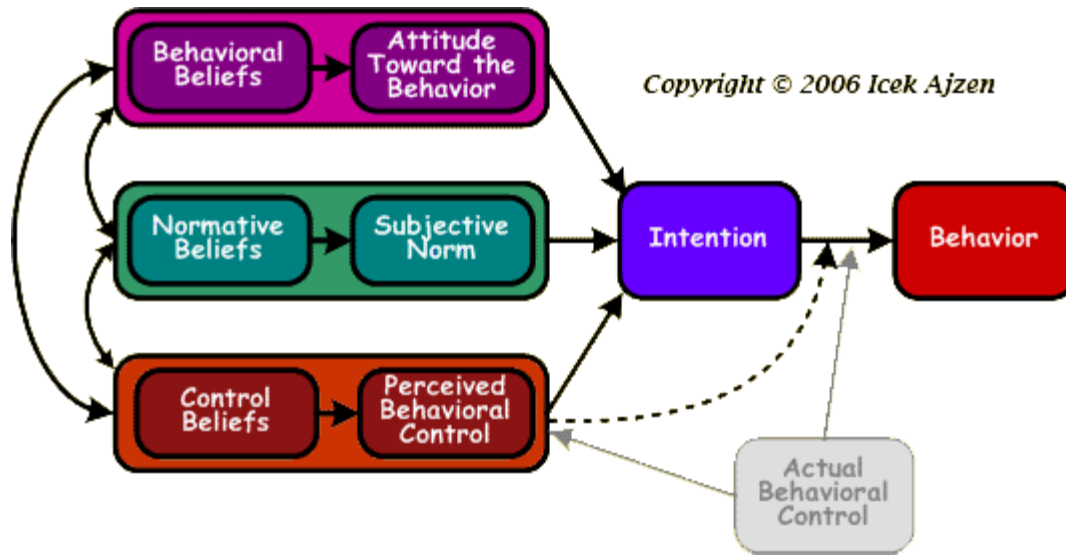 Behavioral
Beliefs
Attitude
Toward the
Behavior
Copyright © 2006 Icek Ajzen
Normative
Beliefs
Subjective
Norm
Intention
Behavior
Control
Beliefs
Perceived
Behavioral
Control
Actual
Behavioral
Control